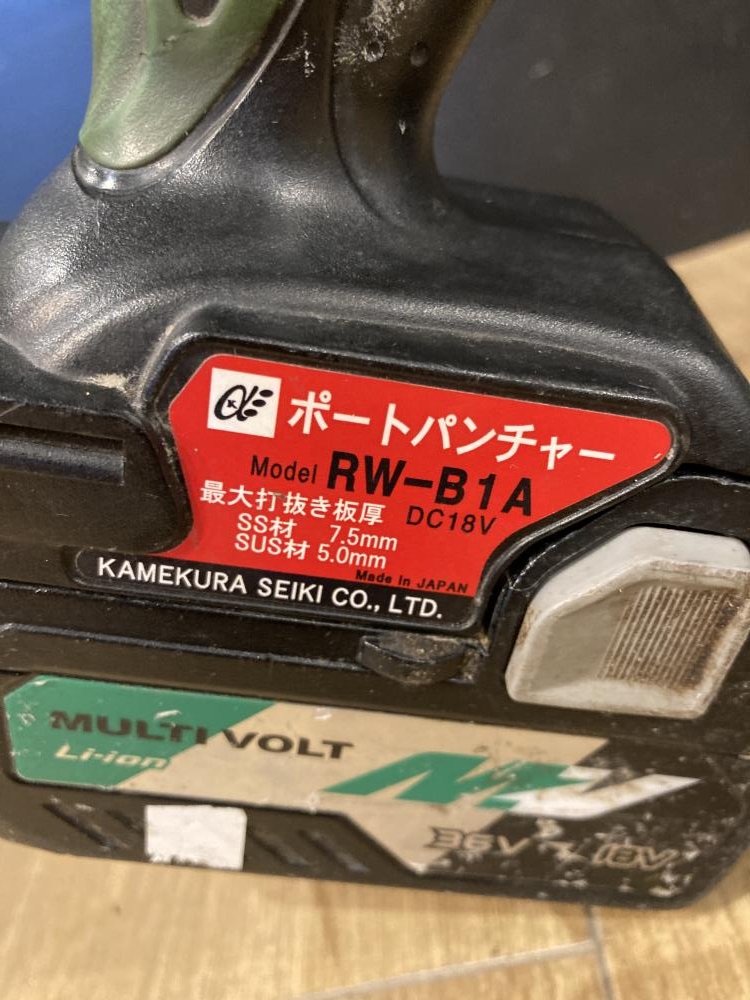 ポートパンチャー
Model RW-B1A
最大打抜き板厚 DC18V
SS材 7.5mm
SUS材 5.0mm
Made in JAPAN
KAMEKURA SEIKI CO., LTD.
MULTI VOLT
Li-ion
MV
36V - 18V